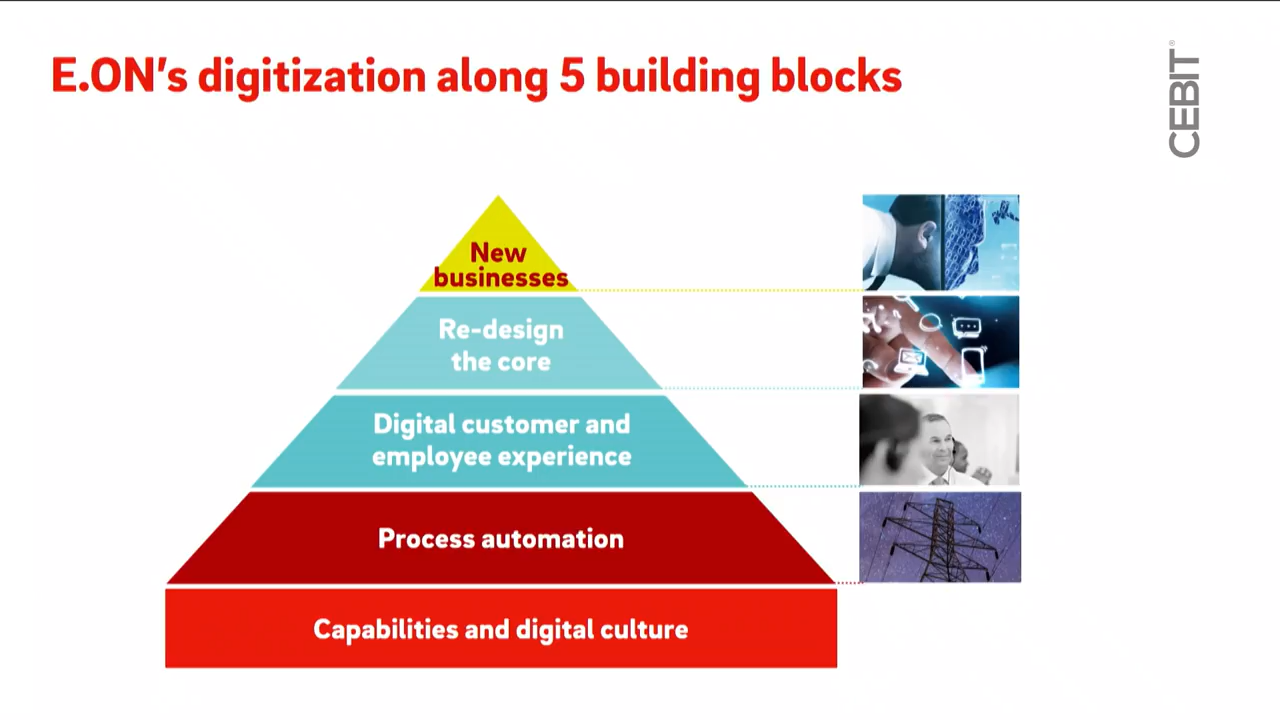 E.ON's digitization along 5 building blocks
CEBIT®
New
businesses
Re-design
the core
Digital customer and
employee experience
Process automation
Capabilities and digital culture